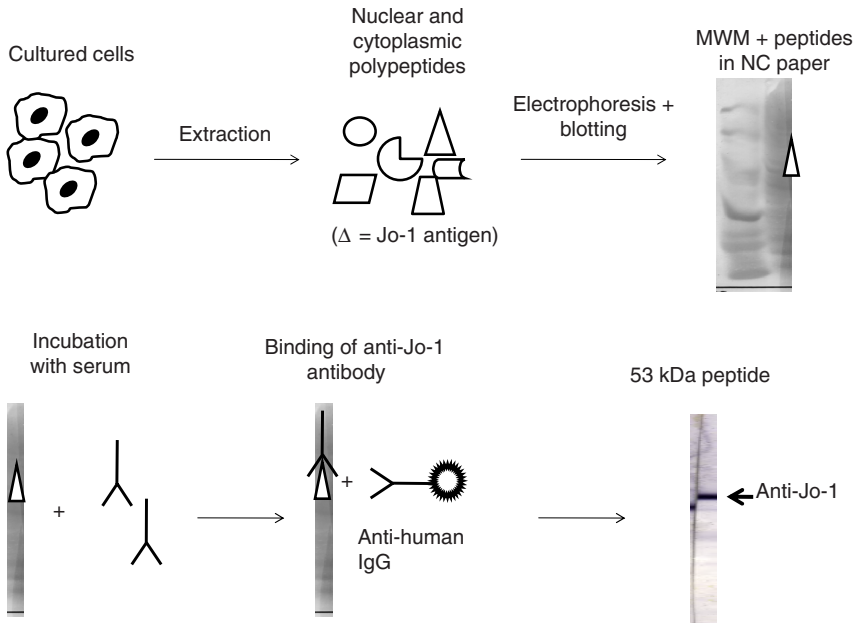 Cultured cells
Extraction
Nuclear and
cytoplasmic
polypeptides
(Δ = Jo-1 antigen)
Electrophoresis +
blotting
MWM + peptides
in NC paper
Incubation
with serum
+
Binding of anti-Jo-1
antibody
+
Anti-human
IgG
53 kDa peptide
Anti-Jo-1